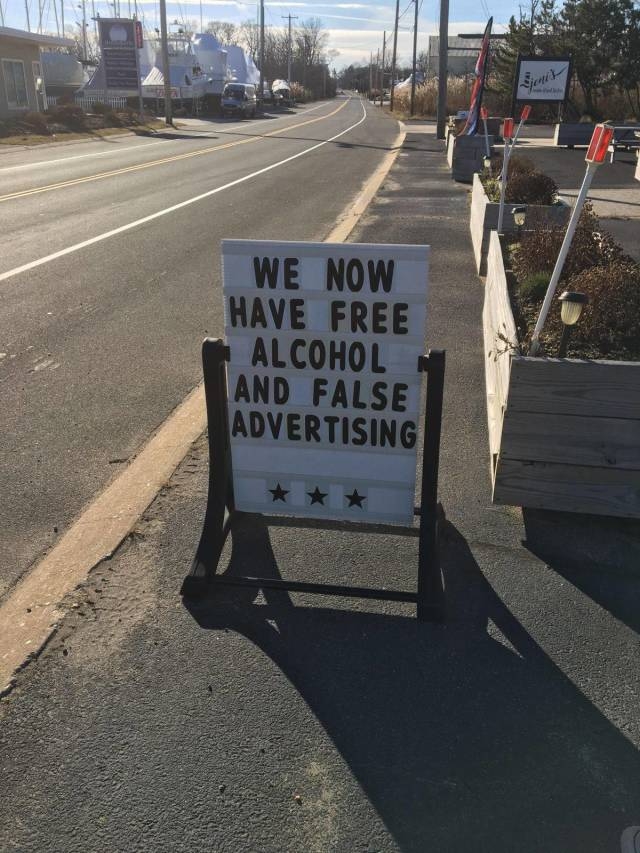 WE NOW
HAVE FREE
ALCOHOL
AND FALSE
ADVERTISING